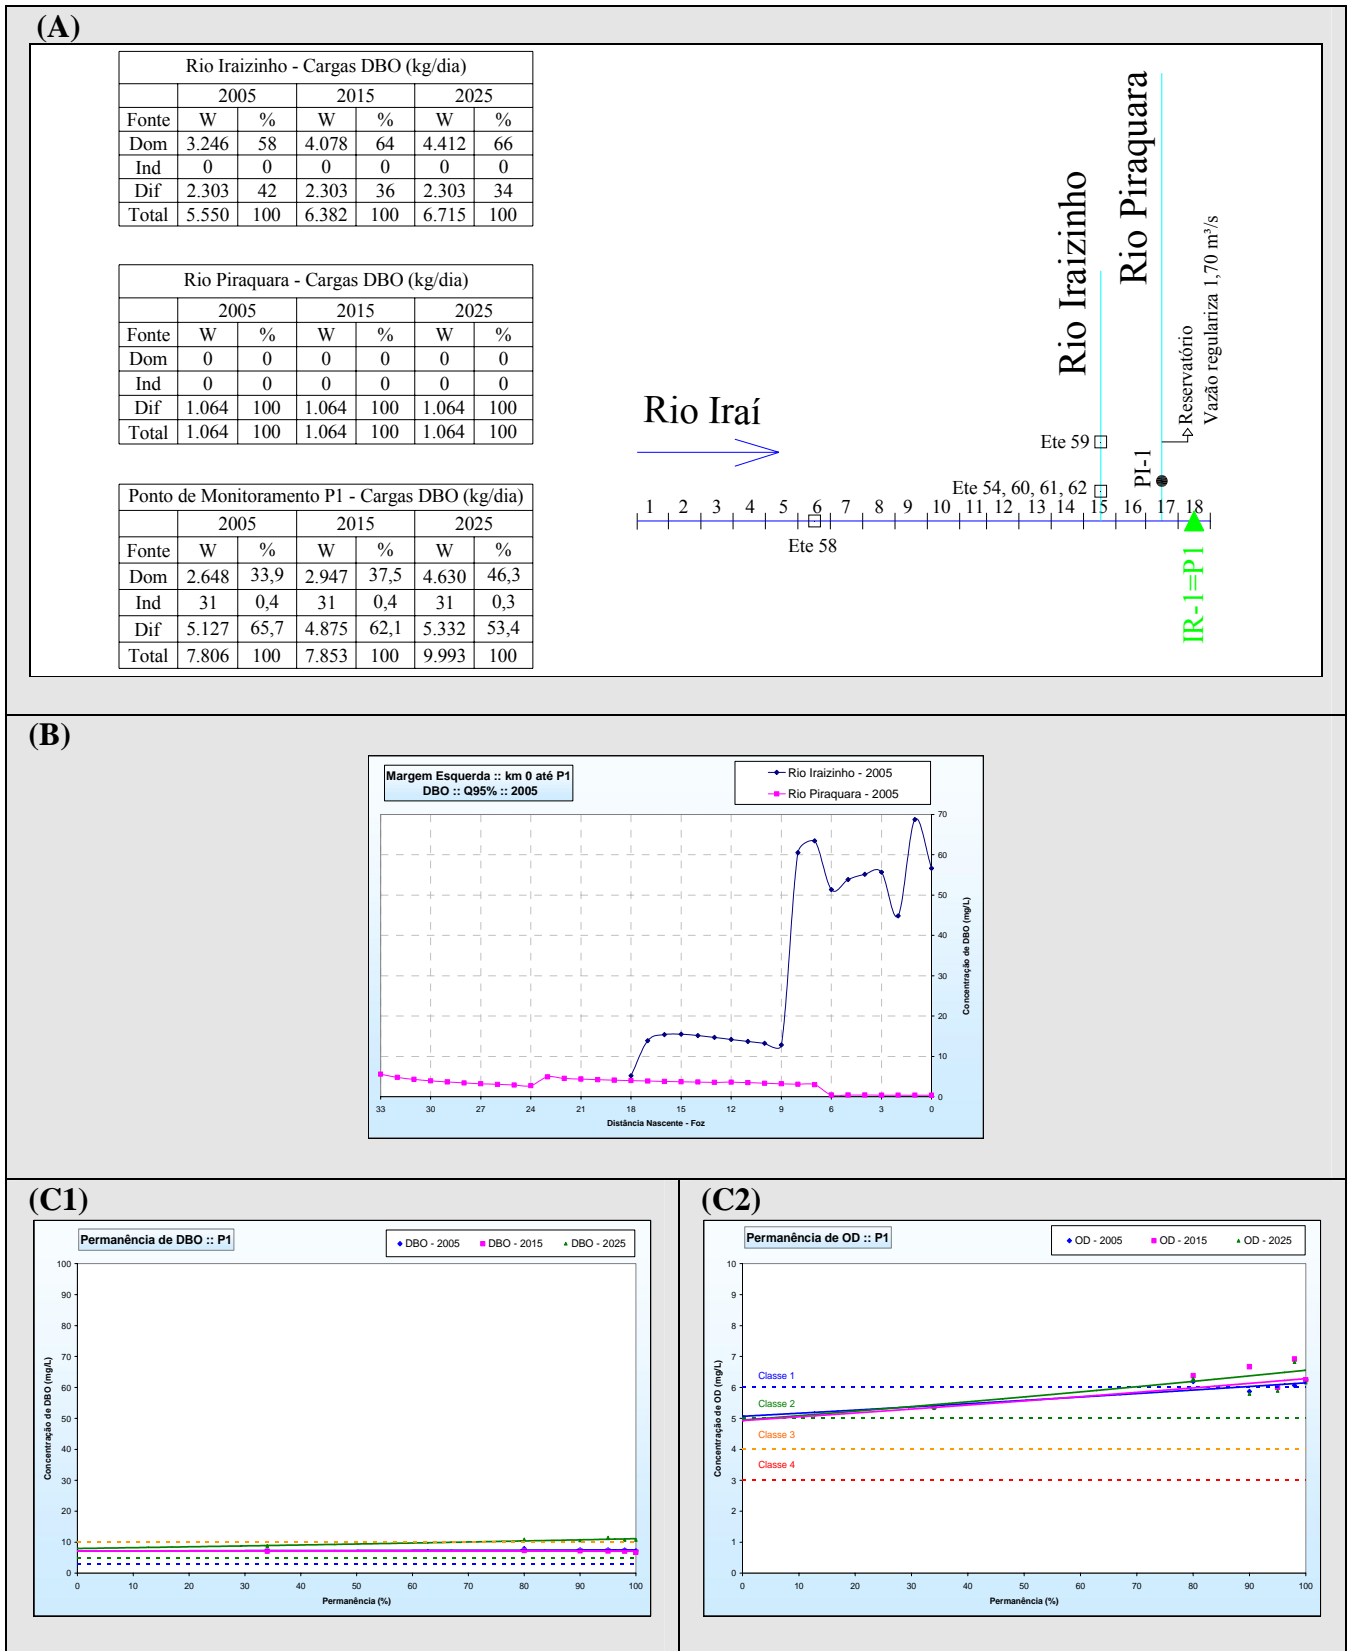 (A)
Rio Iraizinho - Cargas DBO (kg/dia)
2005 2015 2025
Fonte W % W % W %
Dom 3.246 58 4.078 64 4.412 66
Ind 0 0 0 0 0 0
Dif 2.303 42 2.303 36 2.303 34
Total 5.550 100 6.382 100 6.715 100
Rio Piraquara - Cargas DBO (kg/dia)
2005 2015 2025
Fonte W % W % W %
Dom 0 0 0 0 0 0
Ind 0 0 0 0 0 0
Dif 1.064 100 1.064 100 1.064 100
Total 1.064 100 1.064 100 1.064 100
Ponto de Monitoramento P1 - Cargas DBO (kg/dia)
2005 2015 2025
Fonte W % W % W %
Dom 2.648 33,9 2.947 37,5 4.630 46,3
Ind 31 0,4 31 0,4 31 0,3
Dif 5.127 65,7 4.875 62,1 5.332 53,4
Total 7.806 100 7.853 100 9.993 100
Rio Iraí
Rio Iraizinho
Rio Piraquara
Reservatório
Vazão regulariza 1,70 m³/s
Ete 59
PI-1
Ete 54, 60, 61, 62
1 2 3 4 5 6 7 8 9 10 11 12 13 14 15 16 17 18
Ete 58
IR-1=P1
(B)
Margem Esquerda :: km 0 até P1
DBO :: Q95% :: 2005
Rio Iraizinho - 2005
Rio Piraquara - 2005
70
60
50
40
30
20
10
0
Concentração de DBO (mg/L)
33 30 27 24 21 18 15 12 9 6 3 0
Distância Nascente - Foz
(C1)
Permanência de DBO :: P1
DBO - 2005 DBO - 2015 DBO - 2025
100
90
80
70
60
50
40
30
20
10
0
Concentração de DBO (mg/L)
0 10 20 30 40 50 60 70 80 90 100
Permanência (%)
(C2)
Permanência de OD :: P1
OD - 2005 OD - 2015 OD - 2025
10
9
8
7
6
5
4
3
2
1
0
Concentração de OD (mg/L)
Classe 1
Classe 2
Classe 3
Classe 4
0 10 20 30 40 50 60 70 80 90 100
Permanência (%)